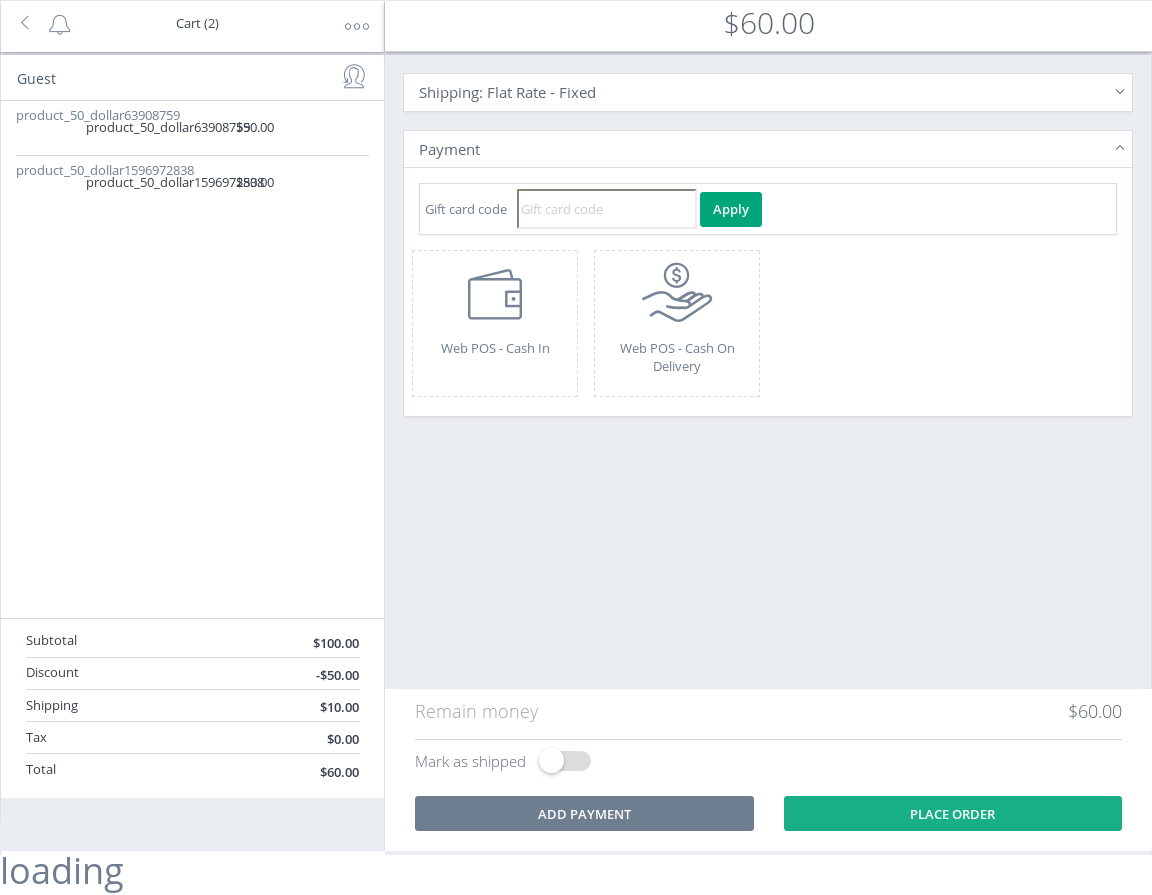 Cart (2)
$60.00
Guest
product_50_dollar63908759
product_50_dollar63908759
$50.00
product_50_dollar1596972838
product_50_dollar1596972838
Subtotal
$100.00
Discount
-$50.00
Shipping
$10.00
Tax
$0.00
Total
$60.00
Shipping: Flat Rate - Fixed
Payment
Gift card code
Gift card code
Apply
Web POS - Cash In
Web POS - Cash On
Delivery
Remain money
$60.00
Mark as shipped
ADD PAYMENT
PLACE ORDER
loading